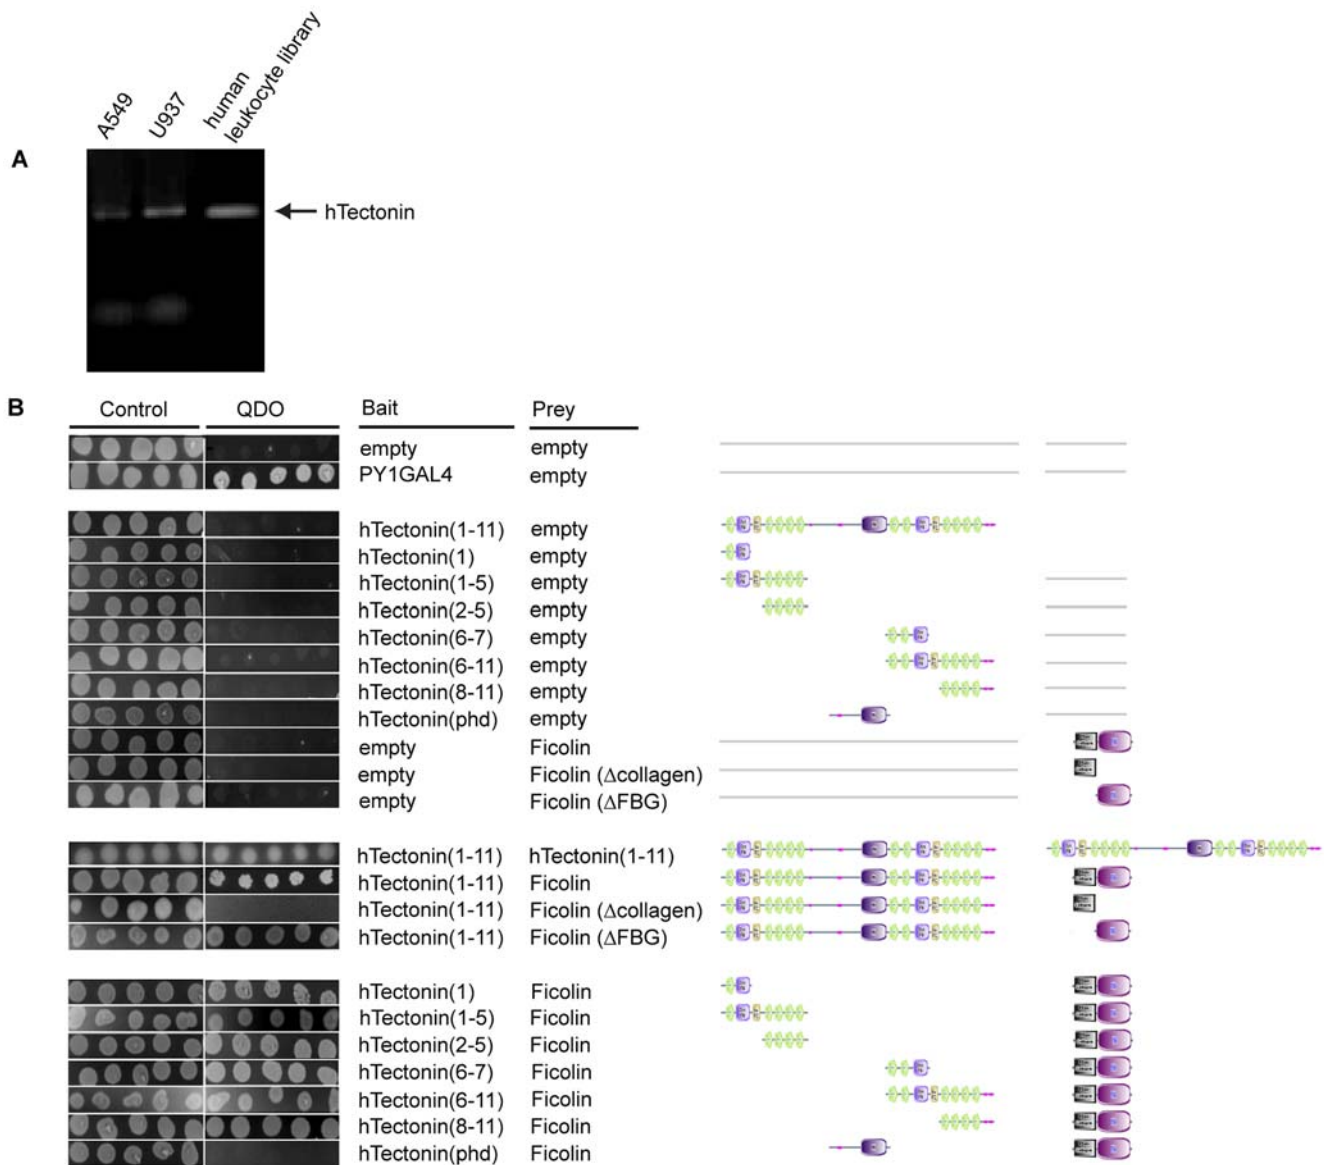 A549
U937
human
leukocyte library
A
hTectonin
B
Control QDO Bait Prey
empty empty
PY1GAL4 empty
hTectonin(1-11) empty
hTectonin(1) empty
hTectonin(1-5) empty
hTectonin(2-5) empty
hTectonin(6-7) empty
hTectonin(6-11) empty
hTectonin(8-11) empty
hTectonin(phd) empty
empty Ficolin
empty Ficolin (Δcollagen)
empty Ficolin (ΔFBG)
hTectonin(1-11) hTectonin(1-11)
hTectonin(1-11) Ficolin
hTectonin(1-11) Ficolin (Δcollagen)
hTectonin(1-11) Ficolin (ΔFBG)
hTectonin(1) Ficolin
hTectonin(1-5) Ficolin
hTectonin(2-5) Ficolin
hTectonin(6-7) Ficolin
hTectonin(6-11) Ficolin
hTectonin(8-11) Ficolin
hTectonin(phd) Ficolin